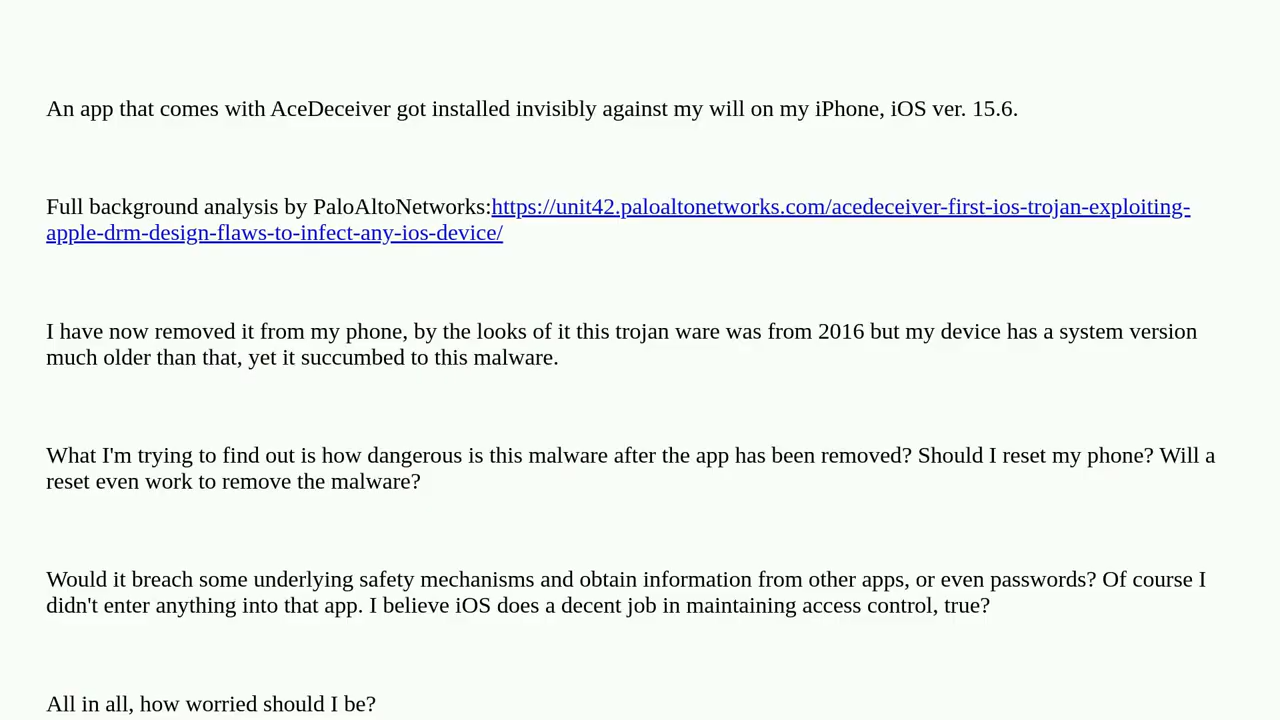 An app that comes with AceDeceiver got installed invisibly against my will on my iPhone, iOS ver. 15.6.
Full background analysis by PaloAltoNetworks:https://unit42.paloaltonetworks.com/acedeceiver-first-ios-trojan-exploiting-
apple-drm-design-flaws-to-infect-any-ios-device/
I have now removed it from my phone, by the looks of it this trojan ware was from 2016 but my device has a system version
much older than that, yet it succumbed to this malware.
What I'm trying to find out is how dangerous is this malware after the app has been removed? Should I reset my phone? Will a
reset even work to remove the malware?
Would it breach some underlying safety mechanisms and obtain information from other apps, or even passwords? Of course I
didn't enter anything into that app. I believe iOS does a decent job in maintaining access control, true?
All in all, how worried should I be?